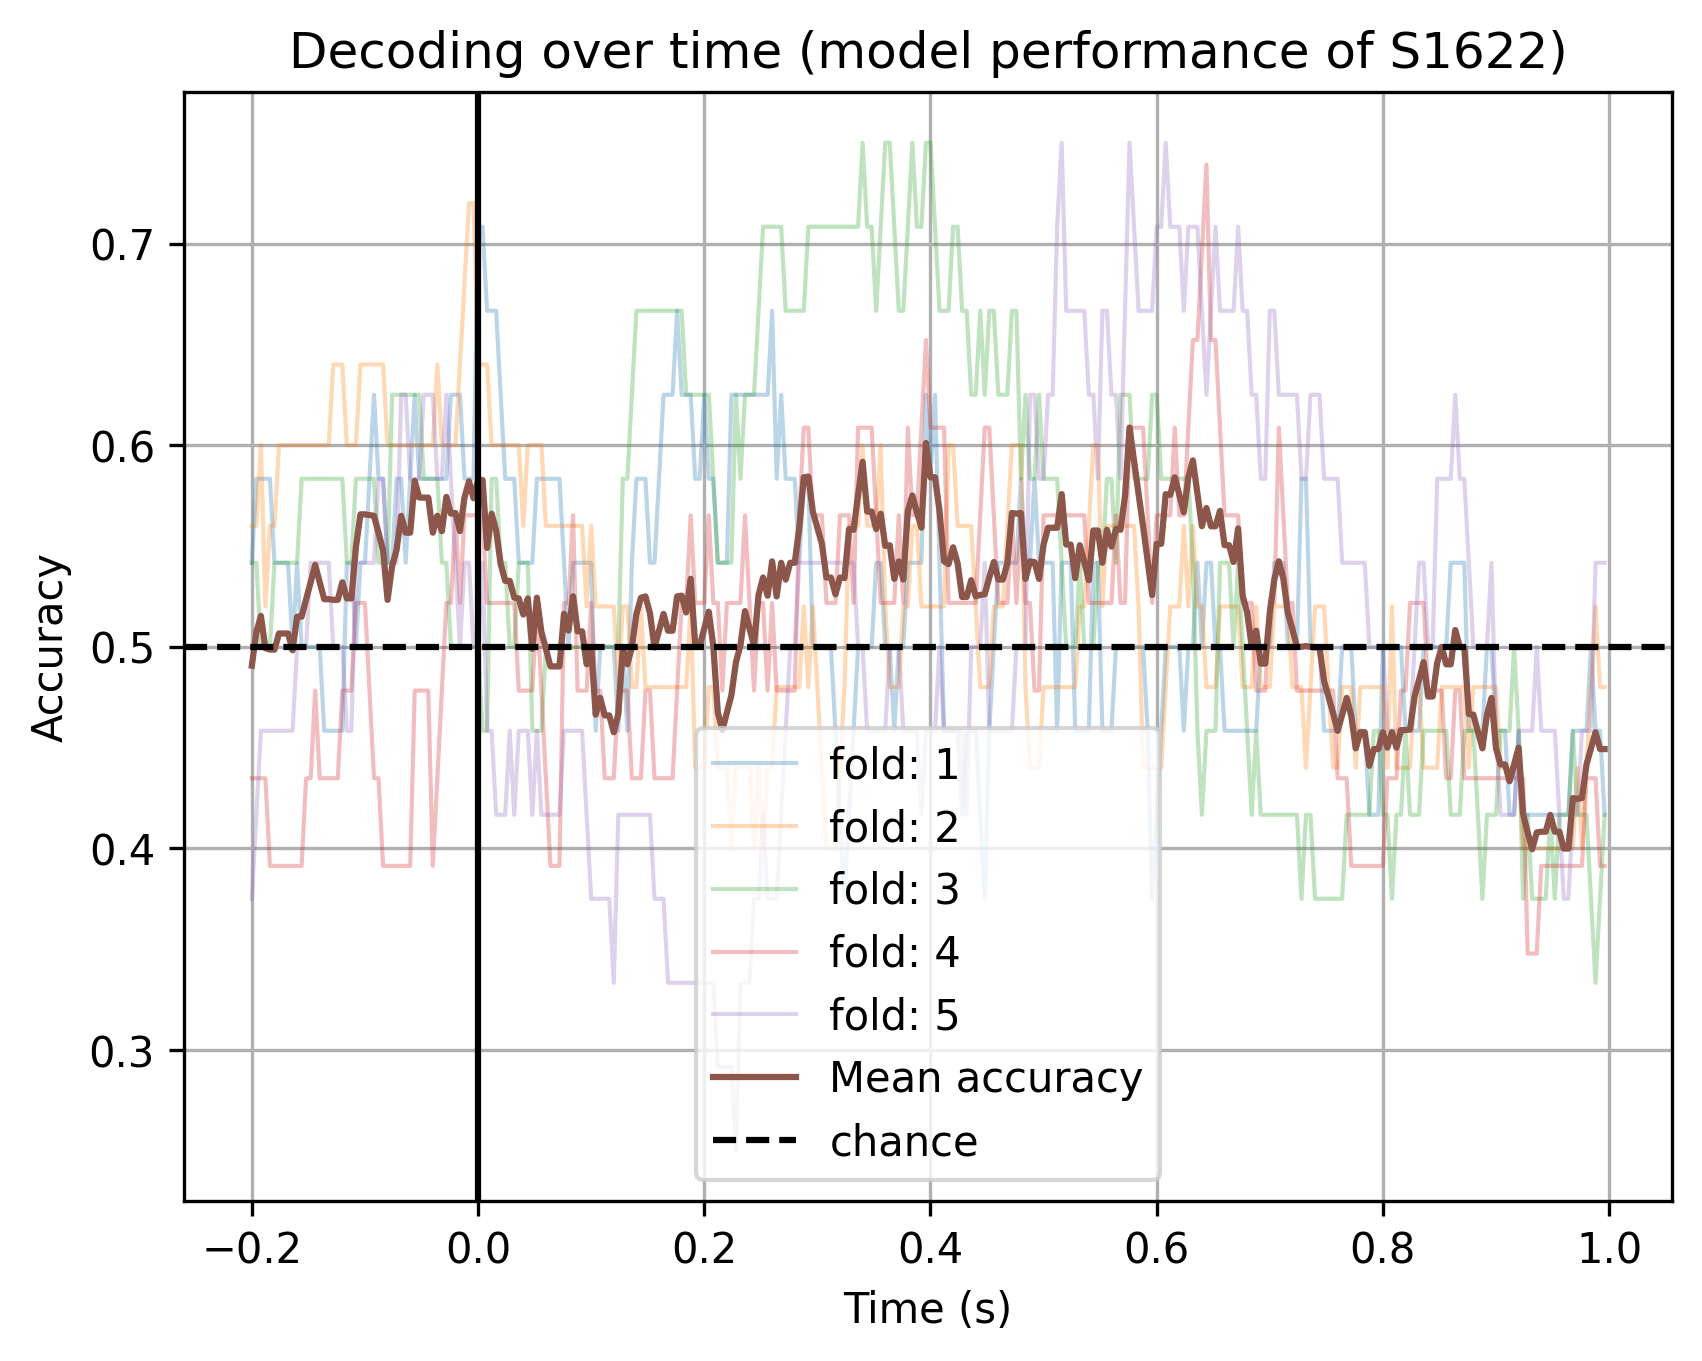 Decoding over time (model performance of S1622)
Accuracy
0.7
0.6
0.5
0.4
0.3
fold: 1
fold: 2
fold: 3
fold: 4
fold: 5
Mean accuracy
chance
−0.2 0.0 0.2 0.4 0.6 0.8 1.0
Time (s)